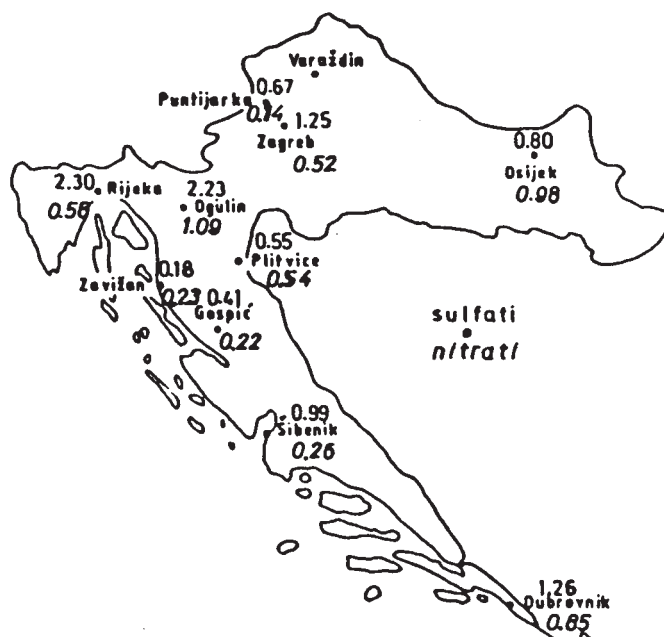 Varaždin
0.67
Puntijarka
0.14
1.25
Zagreb
0.52
0.80
Osijek
0.98
2.30
Rijeka
0.56
2.23
Ogulin
1.09
0.55
Plitvice
0.54
0.18
Zavižan
0.23
0.41
Gospić
0.22
sulfati
nitrati
0.99
Šibenik
0.26
1.26
Dubrovnik
0.85